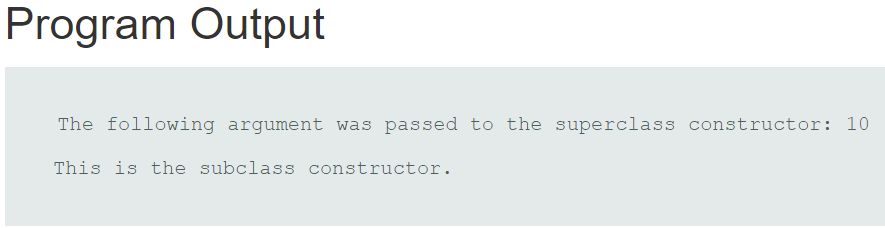 Program Output
The following argument was passed to the superclass constructor: 10
This is the subclass constructor.